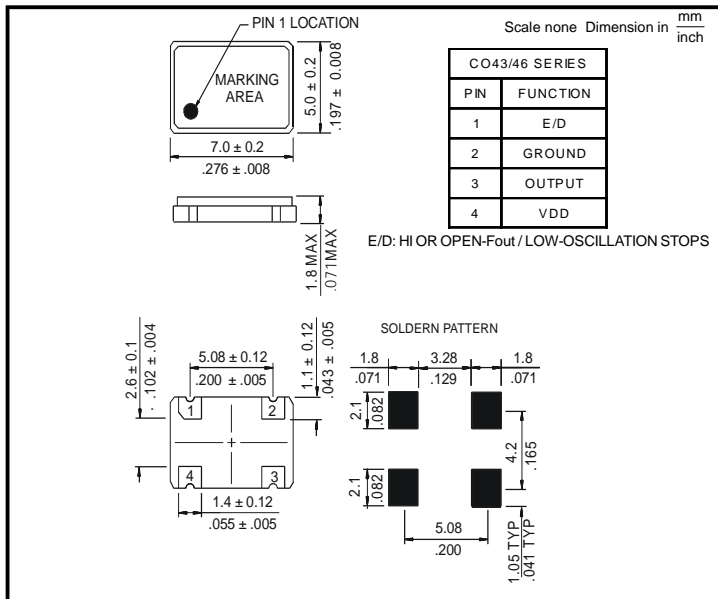 PIN 1 LOCATION
Scale none Dimension in mm
inch
MARKING
AREA
5.0 ± 0.2
.197 ± 0.008
7.0 ± 0.2
.276 ± .008
CO43/46 SERIES
PIN FUNCTION
1 E/D
2 GROUND
3 OUTPUT
4 VDD
E/D: HI OR OPEN-Fout / LOW-OSCILLATION STOPS
1.8 MAX
.071 MAX
2.6 ± 0.1
. .102 ± .004
5.08 ± 0.12
.200 ± .005
1.1 ± 0.12
.043 ± .005
1 2
4 3
1.4 ± 0.12
.055 ± .005
SOLDERN PATTERN
1.8 3.28 1.8
.071 .129 .071
2.1
.082
4.2
.165
2.1
.082
5.08
.200
1.05 TYP
.041 TYP